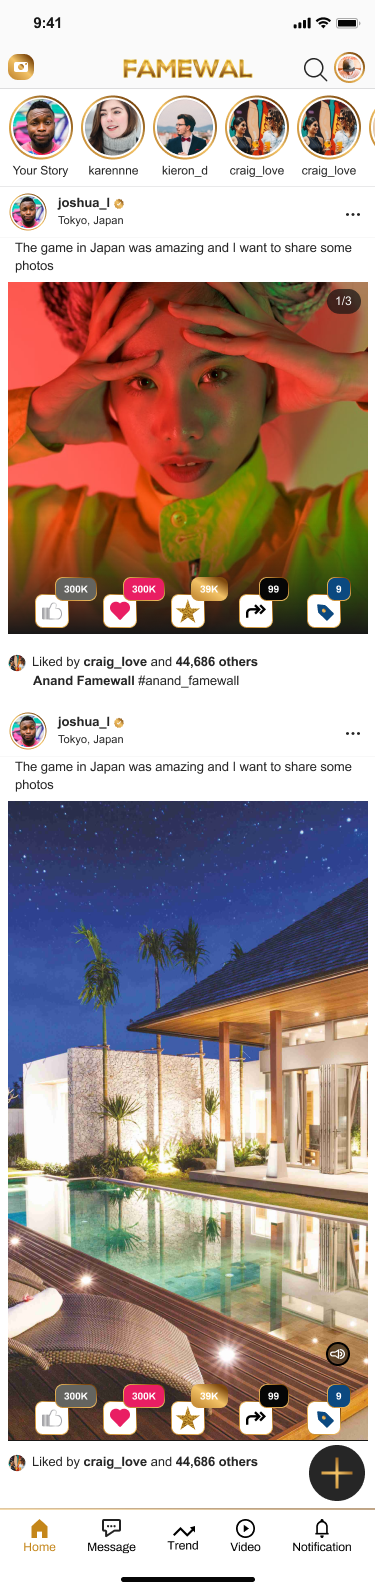 9:41
FAMEWAL
Your Story
karennne
kieron_d
craig_love
craig_love
joshua_l
Tokyo, Japan
The game in Japan was amazing and I want to share some
photos
1/3
300K
300K
39K
99
9
Liked by craig_love and 44,686 others
Anand Famewall #anand_famewall
joshua_l
Tokyo, Japan
The game in Japan was amazing and I want to share some
photos
300K
300K
39K
99
9
Liked by craig_love and 44,686 others
Home
Message
Trend
Video
Notification